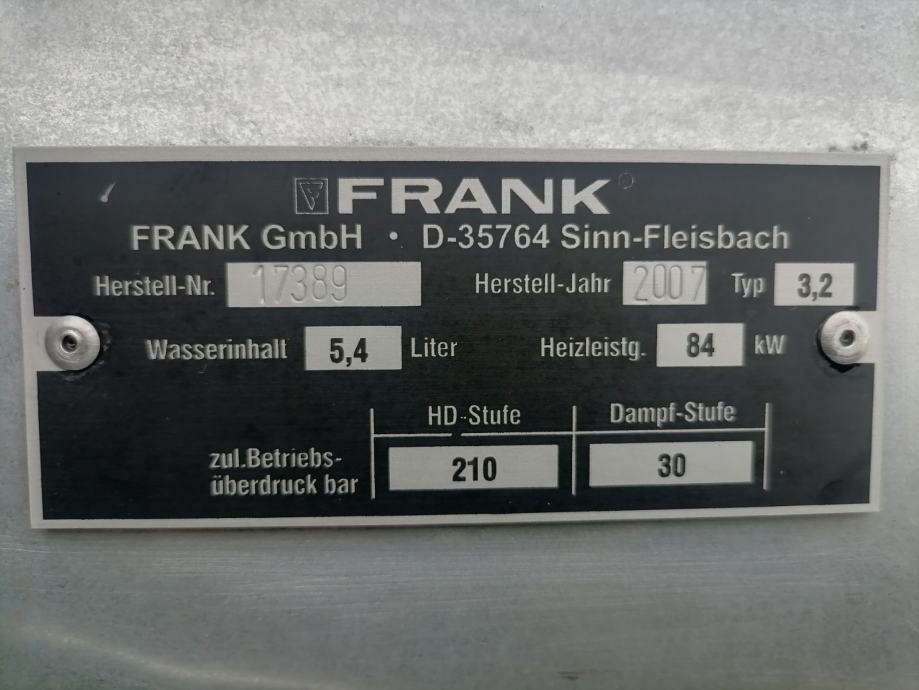 FRANK
FRANK GmbH · D-35764 Sinn-Fleisbach
Herstell-Nr. 17389 Herstell-Jahr 2007 Typ 3,2
Wasserinhalt 5,4 Liter Heizleistg. 84 kW
HD-Stufe Dampf-Stufe
zul.Betriebs-
überdruck bar 210 30